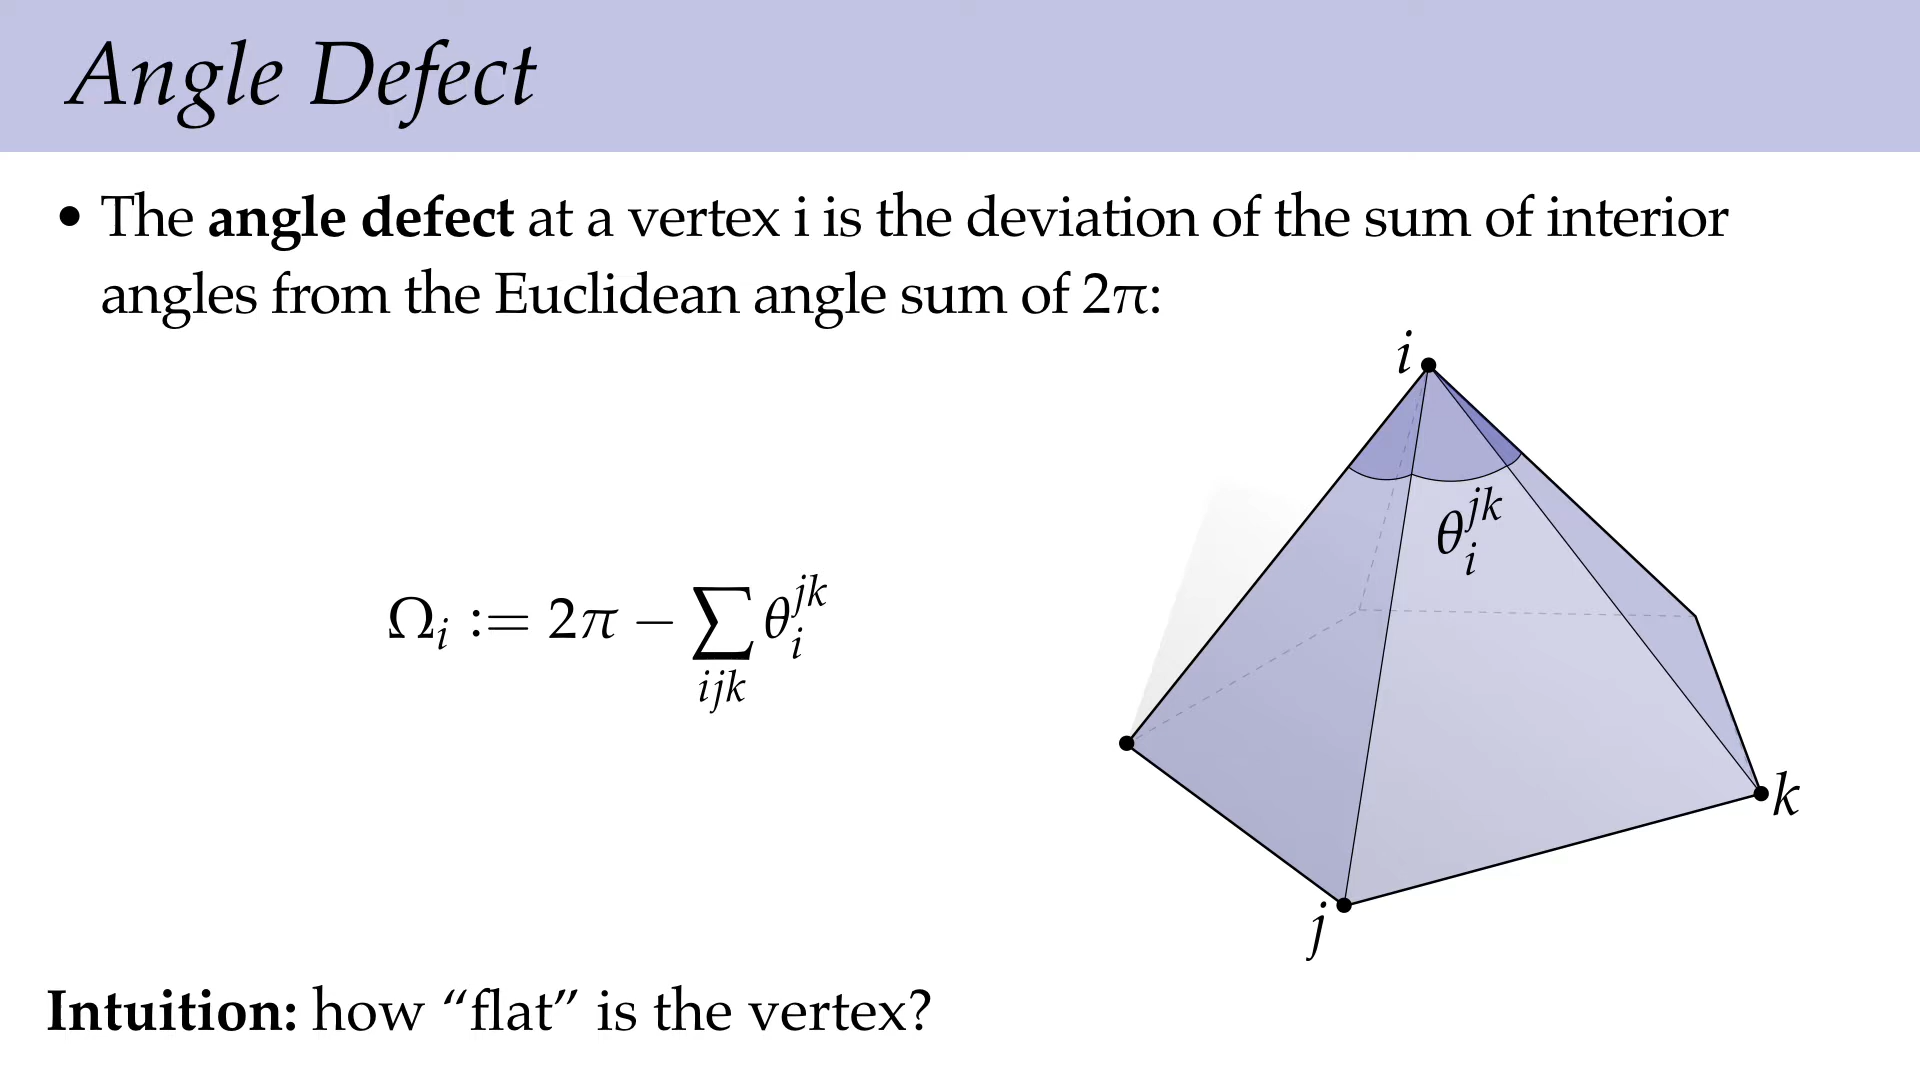 Angle Defect
• The angle defect at a vertex i is the deviation of the sum of interior
angles from the Euclidean angle sum of 2π:
i
θ_i^{jk}
Ω_i := 2π − ∑_{ijk} θ_i^{jk}
k
j
Intuition: how “flat” is the vertex?